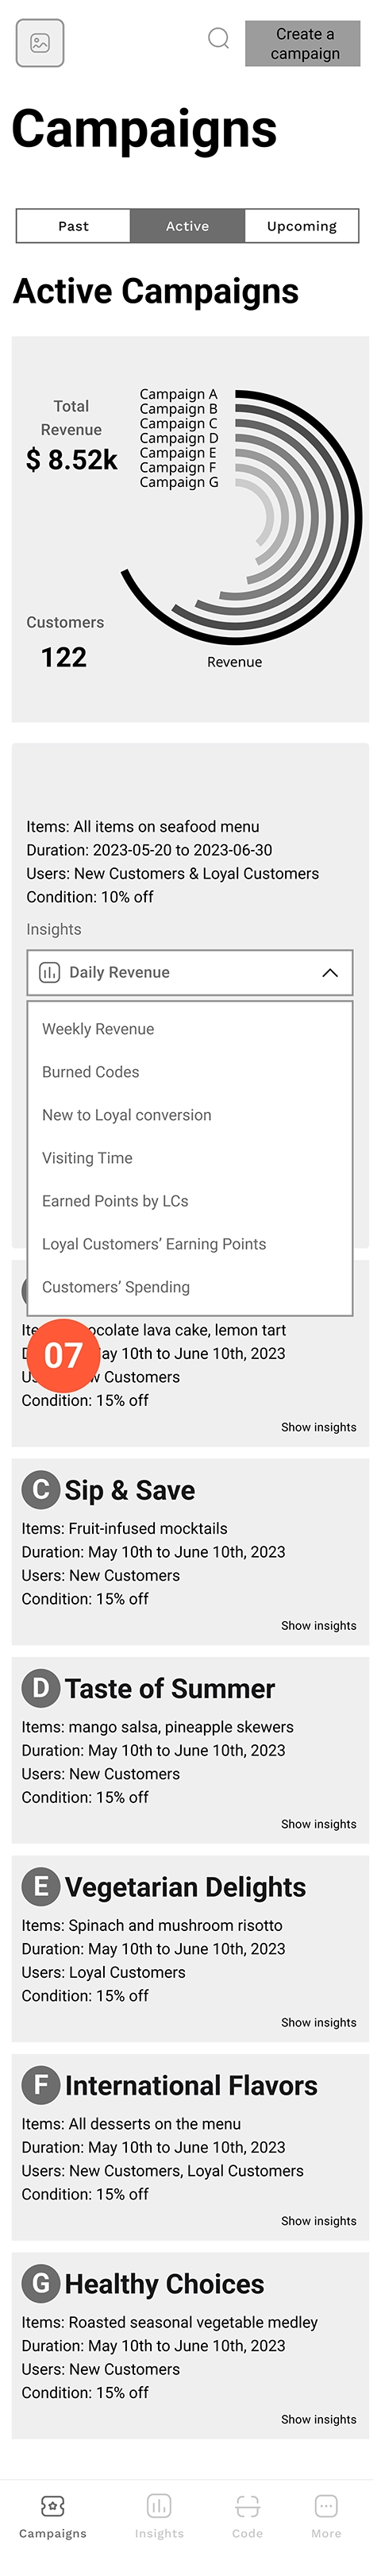 Create a
campaign
Campaigns
Past
Active
Upcoming
Active Campaigns
Total
Revenue
$ 8.52k
Campaign A
Campaign B
Campaign C
Campaign D
Campaign E
Campaign F
Campaign G
Customers
122
Revenue
Items: All items on seafood menu
Duration: 2023-05-20 to 2023-06-30
Users: New Customers & Loyal Customers
Condition: 10% off
Insights
Daily Revenue
Weekly Revenue
Burned Codes
New to Loyal conversion
Visiting Time
Earned Points by LCs
Loyal Customers’ Earning Points
Customers’ Spending
lava cake, lemon tart
10th to June 10th, 2023
07
Customers
Condition: 15% off
Show insights
C Sip & Save
Items: Fruit-infused mocktails
Duration: May 10th to June 10th, 2023
Users: New Customers
Condition: 15% off
Show insights
D Taste of Summer
Items: mango salsa, pineapple skewers
Duration: May 10th to June 10th, 2023
Users: New Customers
Condition: 15% off
Show insights
E Vegetarian Delights
Items: Spinach and mushroom risotto
Duration: May 10th to June 10th, 2023
Users: Loyal Customers
Condition: 15% off
Show insights
F International Flavors
Items: All desserts on the menu
Duration: May 10th to June 10th, 2023
Users: New Customers, Loyal Customers
Condition: 15% off
Show insights
G Healthy Choices
Items: Roasted seasonal vegetable medley
Duration: May 10th to June 10th, 2023
Users: New Customers
Condition: 15% off
Show insights
Campaigns
Insights
Code
More